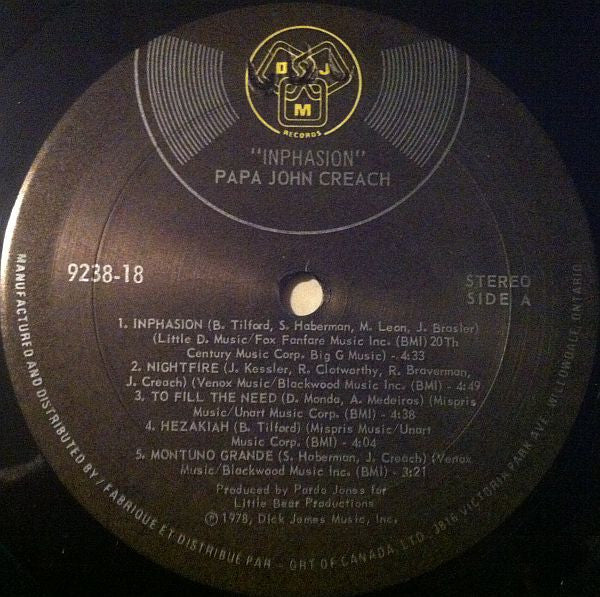 D J
M
RECORDS
"INPHASION"
PAPA JOHN CREACH
9238-18
STEREO
SIDE A
1. INPHASION (B. Tilford, S. Haberman, M. Leon, J. Brasler)
(Little D. Music/Fox Fanfare Music Inc. (BMI) 20Th
Century Music Corp. Big G Music) - 4:33
2. NIGHTFIRE (J. Kessler, R. Clotworthy, R. Braverman,
J. Creach) (Venox Music/Blackwood Music Inc. (BMI) - 4:49
3. TO FILL THE NEED (D. Monda, A. Medeiros) (Mispris
Music/Unart Music Corp. (BMI) - 4:38
4. HEZAKIAH (B. Tilford) (Mispris Music/Unart
Music Corp. (BMI) - 4:04
5. MONTUNO GRANDE (S. Haberman, J. Creach) (Venox
Music/Blackwood Music Inc. (BMI) - 3:21
Produced by Pardo Jones for
Little Bear Productions
Ⓟ1978, Dick James Music, Inc.
MANUFACTURED AND DISTRIBUTED BY / FABRIQUE ET DISTRIBUE PAR - GRT OF CANADA, LTD. 3816 VICTORIA PARK AVE. WILLOWDALE, ONTARIO